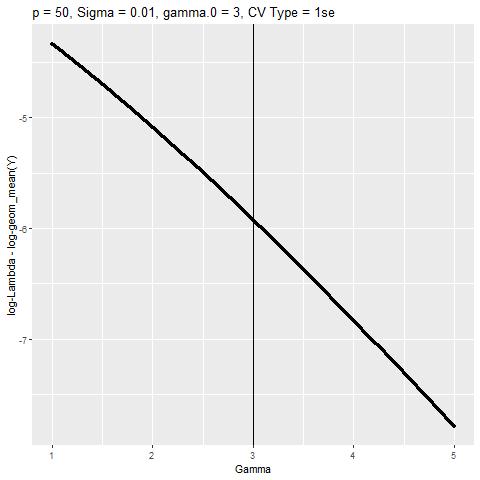 p = 50, Sigma = 0.01, gamma.0 = 3, CV Type = 1se
log-Lambda - log-geom_mean(Y)
-5
-6
-7
1 2 3 4 5
Gamma